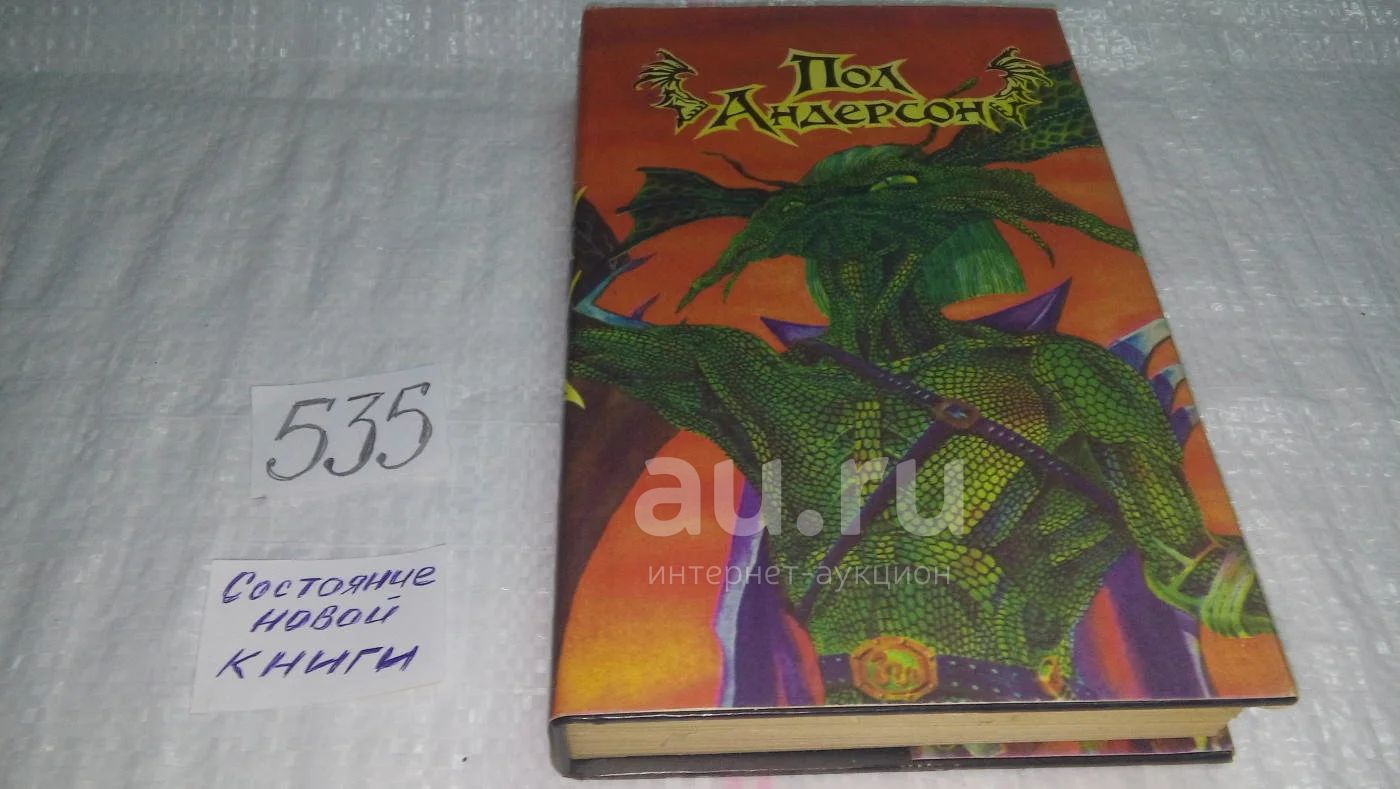 Пол
Андерсон
535
Состояние
новой
книги
au.ru
интернет-аукцион